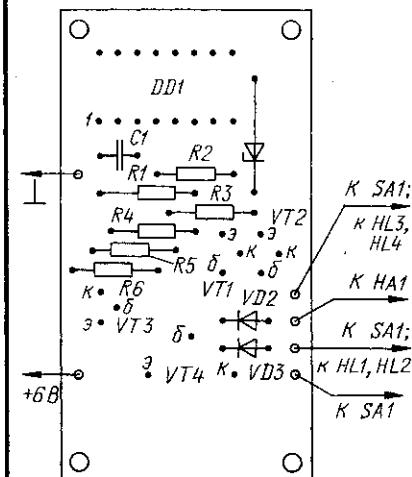 DD1
1
C1
R1
R2
R3
VT2
R4
R5
R6
э
э
к
к
б
б
VT1
VD2
к
б
э
VT3
б
э
VT4
к
VD3
+6В
К SA1;
к HL3,
HL4
К HA1
К SA1;
к HL1, HL2
К SA1